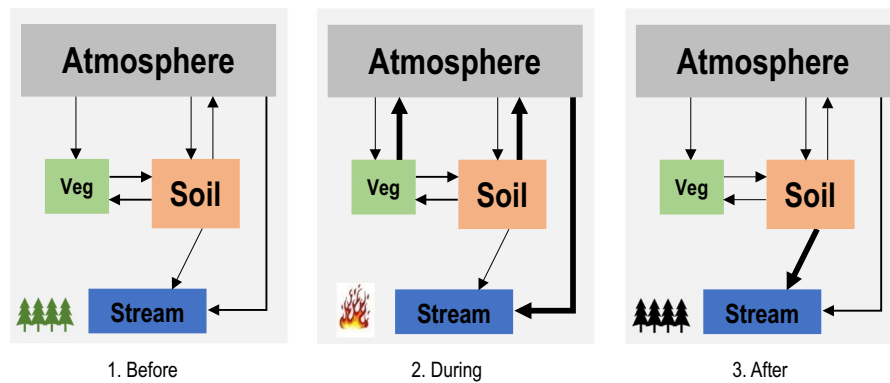 Atmosphere
Veg
Soil
Stream
1. Before
Atmosphere
Veg
Soil
Stream
2. During
Atmosphere
Veg
Soil
Stream
3. After